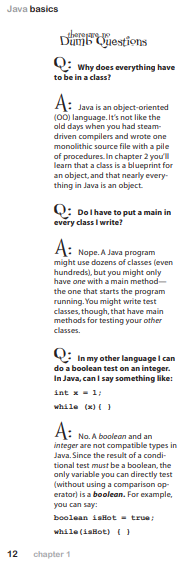 Java basics
there are no
Dumb Questions
Q: Why does everything have
to be in a class?
A: Java is an object-oriented
(OO) language. It's not like the
old days when you had steam-
driven compilers and wrote one
monolithic source file with a pile
of procedures. In chapter 2 you'll
learn that a class is a blueprint for
an object, and that nearly every-
thing in Java is an object.
Q: Do I have to put a main in
every class I write?
A: Nope. A Java program
might use dozens of classes (even
hundreds), but you might only
have one with a main method—
the one that starts the program
running. You might write test
classes, though, that have main
methods for testing your other
classes.
Q: In my other language I can
do a boolean test on an integer.
In Java, can I say something like:
int x = 1;
while (x){ }
A: No. A boolean and an
integer are not compatible types in
Java. Since the result of a condi-
tional test must be a boolean, the
only variable you can directly test
(without using a comparison op-
erator) is a boolean. For example,
you can say:
boolean isHot = true;
while(isHot) { }
12 chapter 1